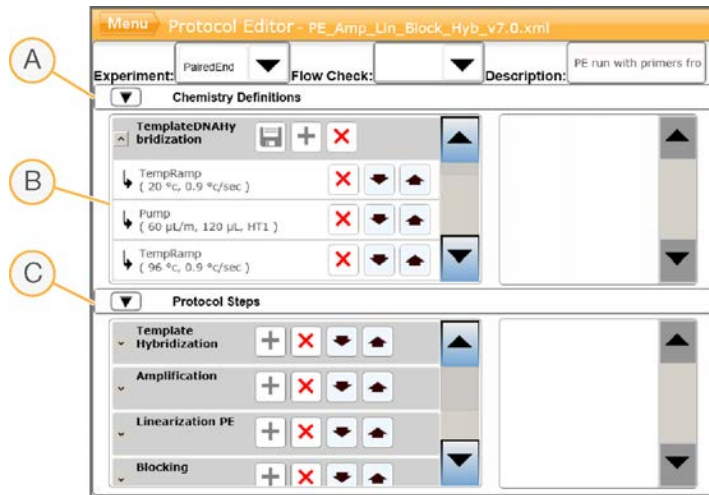 Menu Protocol Editor - PE_Amp_Lin_Block_Hyb_v7.0.xml
Experiment: PairedEnd Flow Check: Description: PE run with primers fro
A
Chemistry Definitions
TemplateDNAHy
bridization
TempRamp
( 20 °c, 0.9 °c/sec )
B
Pump
( 60 µL/m, 120 µL, HT1 )
TempRamp
( 96 °c, 0.9 °c/sec )
C
Protocol Steps
Template
Hybridization
Amplification
Linearization PE
Blocking